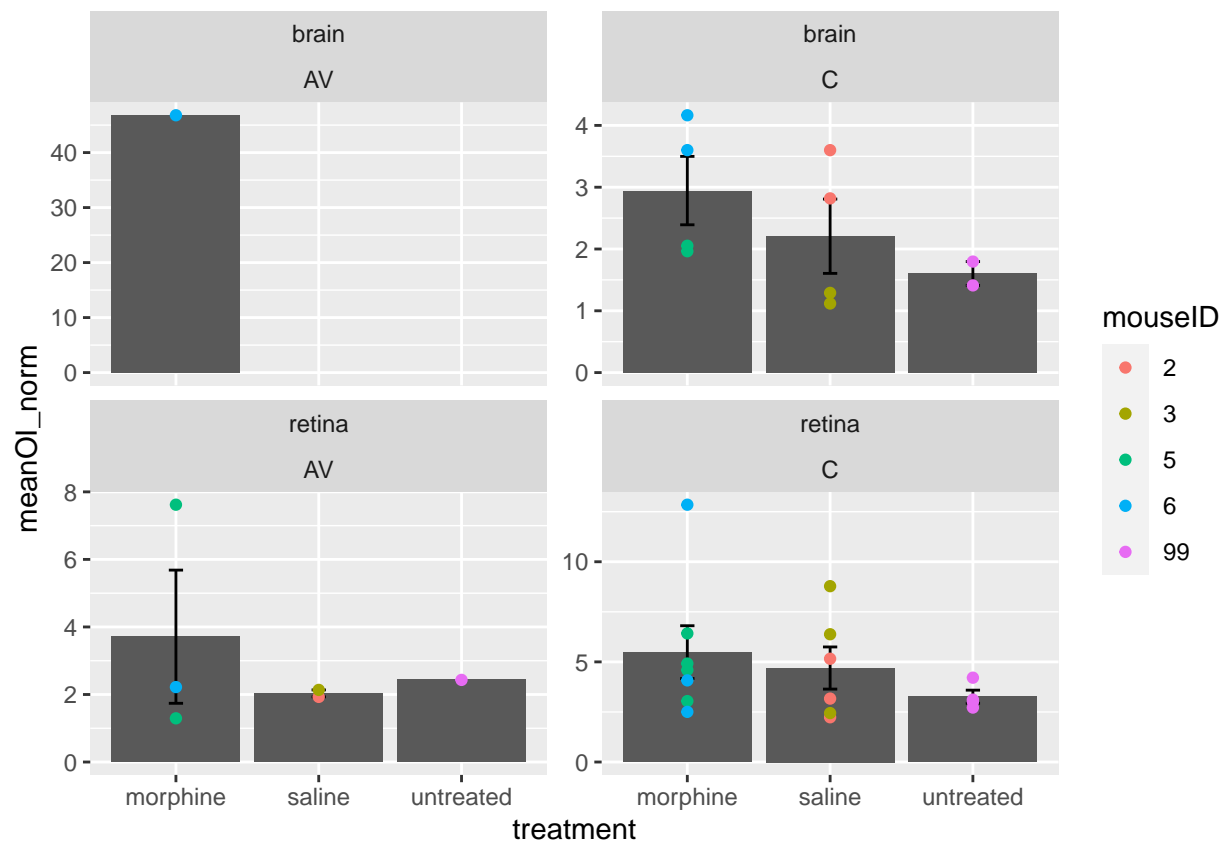 brain
AV
40
30
20
10
0
brain
C
4
3
2
1
0
retina
AV
8
6
4
2
0
morphine
saline
untreated
retina
C
10
5
0
morphine
saline
untreated
treatment
meanOI_norm
mouseID
2
3
5
6
99